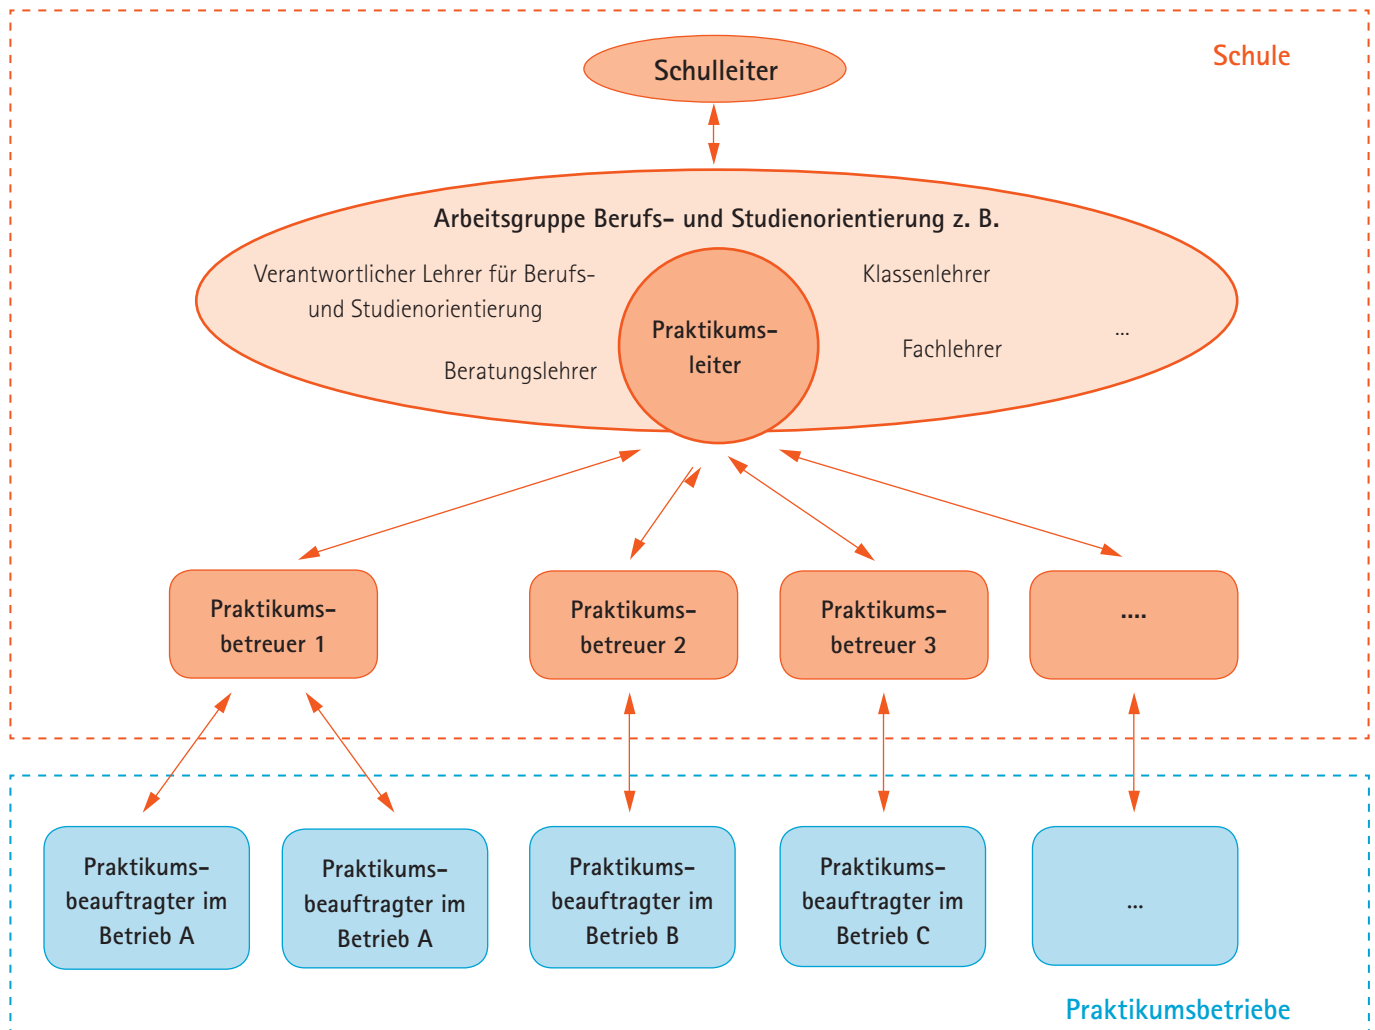 Schule
Schulleiter
Arbeitsgruppe Berufs- und Studienorientierung z. B.
Verantwortlicher Lehrer für Berufs-
und Studienorientierung
Beratungslehrer
Praktikums-
leiter
Klassenlehrer
Fachlehrer
...
Praktikums-
betreuer 1
Praktikums-
betreuer 2
Praktikums-
betreuer 3
....
Praktikums-
beauftragter im
Betrieb A
Praktikums-
beauftragter im
Betrieb A
Praktikums-
beauftragter im
Betrieb B
Praktikums-
beauftragter im
Betrieb C
...
Praktikumsbetriebe